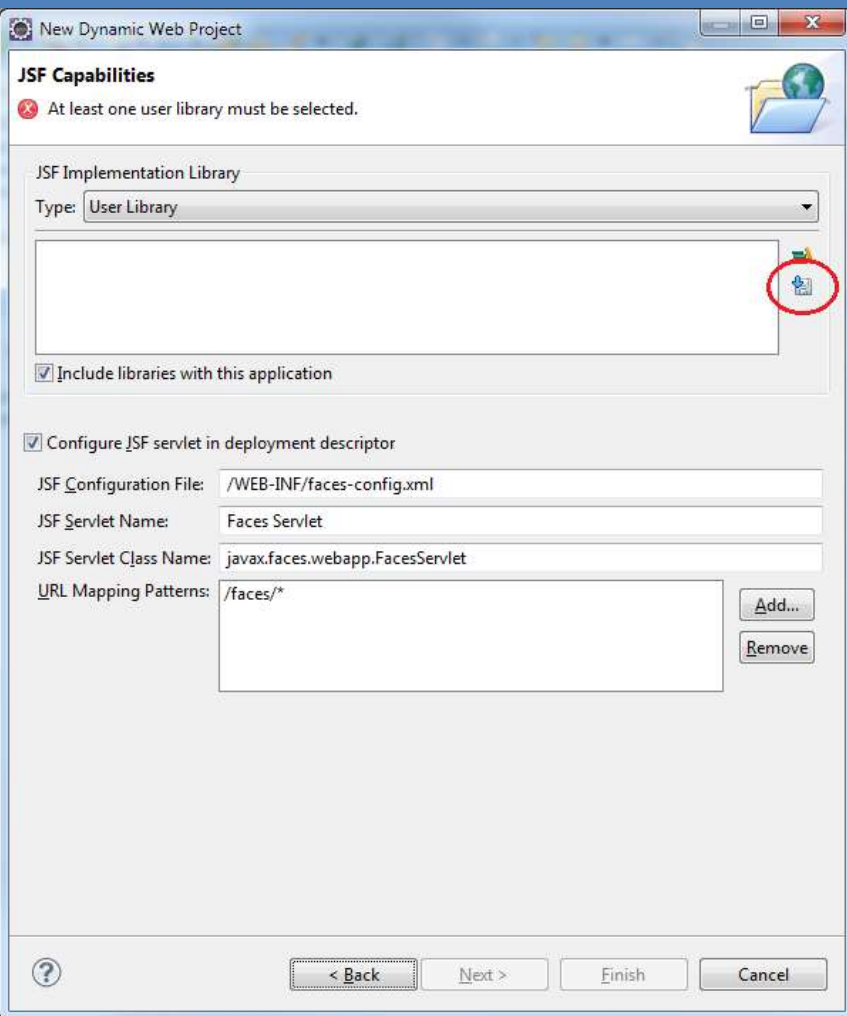 New Dynamic Web Project
JSF Capabilities
At least one user library must be selected.
JSF Implementation Library
Type: User Library
Include libraries with this application
Configure JSF servlet in deployment descriptor
JSF Configuration File: /WEB-INF/faces-config.xml
JSF Servlet Name: Faces Servlet
JSF Servlet Class Name: javax.faces.webapp.FacesServlet
URL Mapping Patterns: /faces/* Add...
Remove
? < Back Next > Finish Cancel